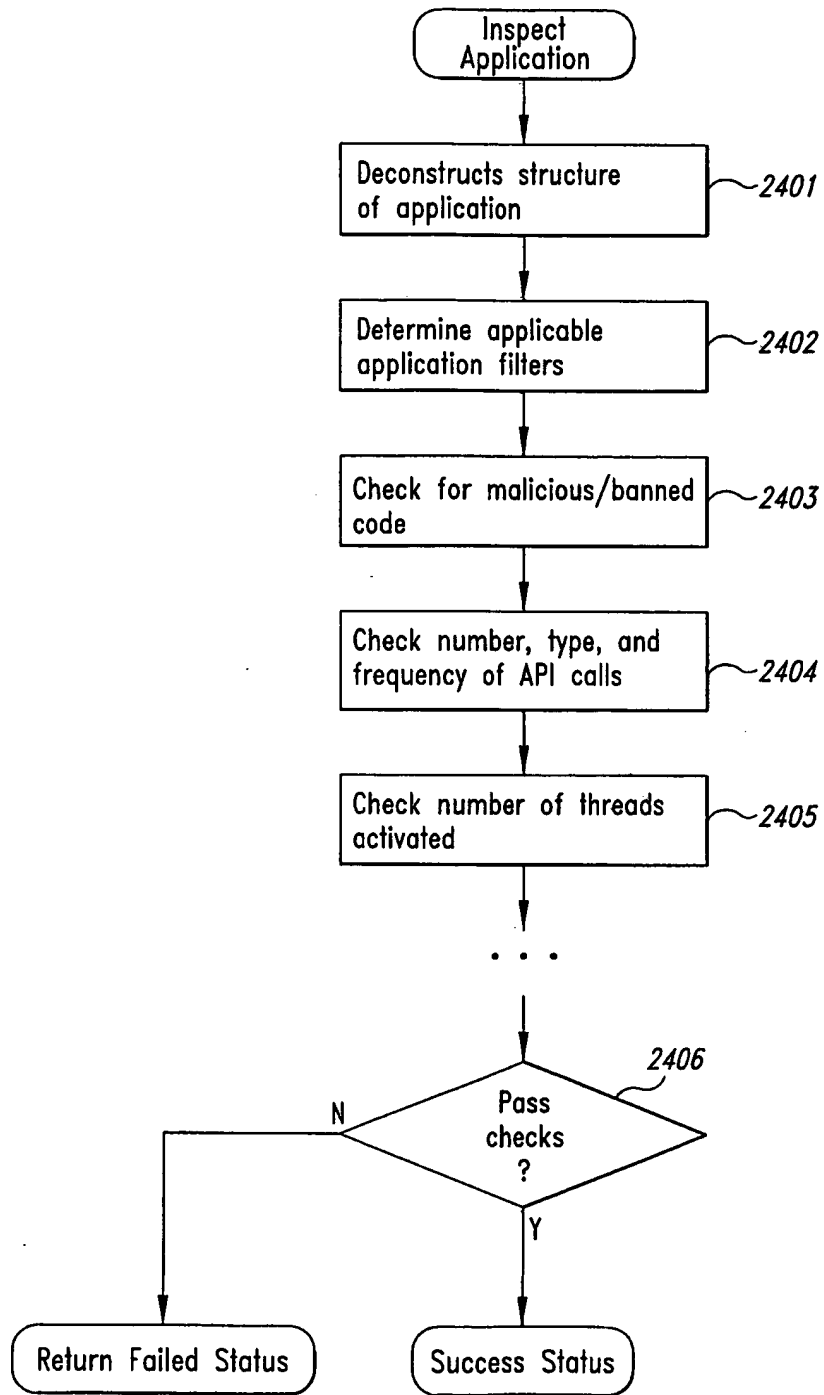 Inspect
Application
Deconstructs structure
of application
2401
Determine applicable
application filters
2402
Check for malicious/banned
code
2403
Check number, type, and
frequency of API calls
2404
Check number of threads
activated
2405
. . .
2406
Pass
checks
?
N
Y
Return Failed Status
Success Status